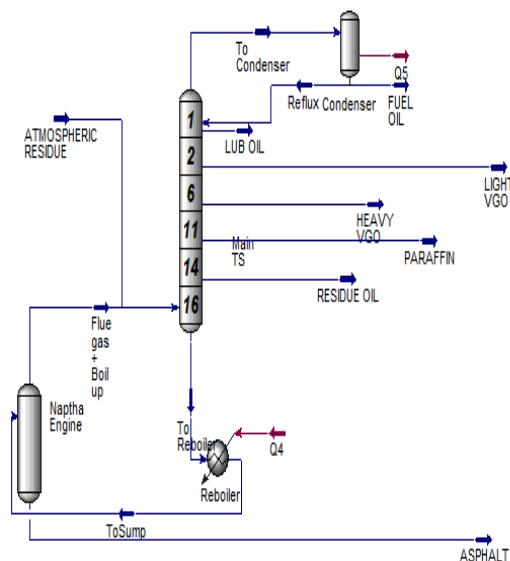 To
Condenser
Q5
Reflux
Condenser
FUEL
OIL
1
LUB OIL
ATMOSPHERIC
RESIDUE
2
LIGHT
VGO
6
HEAVY
VGO
11
Main
TS
PARAFFIN
14
RESIDUE OIL
16
Flue
gas
+
Boil
up
Naptha
Engine
To
Reboiler
Q4
Reboiler
ToSump
ASPHALT